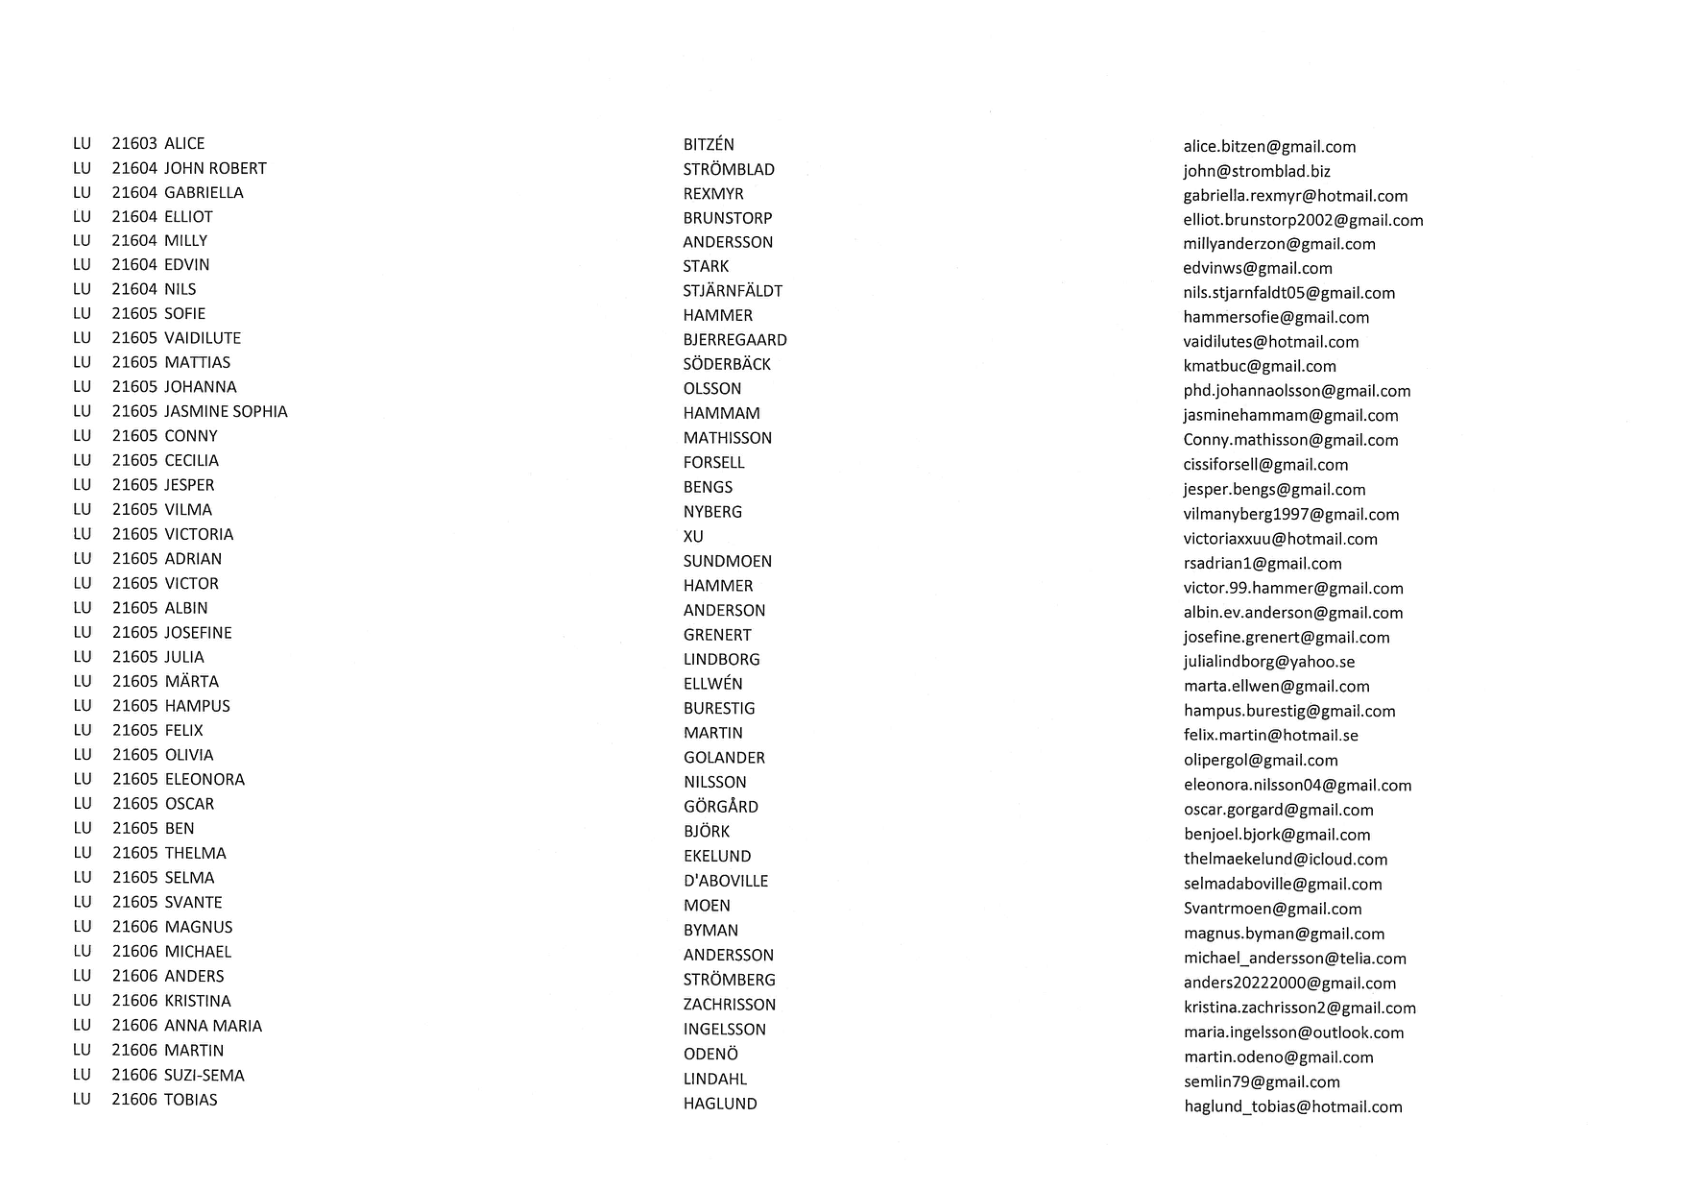 LU 21603 ALICE BITZÉN alice.bitzen@gmail.com
LU 21604 JOHN ROBERT STRÖMBLAD john@stromblad.biz
LU 21604 GABRIELLA REXMYR gabriella.rexmyr@hotmail.com
LU 21604 ELLIOT BRUNSTORP elliot.brunstorp2002@gmail.com
LU 21604 MILLY ANDERSSON millyanderzon@gmail.com
LU 21604 EDVIN STARK edvinws@gmail.com
LU 21604 NILS STJÄRNFÄLDT nils.stjarnfaldt05@gmail.com
LU 21605 SOFIE HAMMER hammersofie@gmail.com
LU 21605 VAIDILUTE BJERREGAARD vaidilutes@hotmail.com
LU 21605 MATTIAS SÖDERBÄCK kmatbuc@gmail.com
LU 21605 JOHANNA OLSSON phd.johannaolsson@gmail.com
LU 21605 JASMINE SOPHIA HAMMAM jasminehammam@gmail.com
LU 21605 CONNY MATHISSON Conny.mathisson@gmail.com
LU 21605 CECILIA FORSELL cissiforsell@gmail.com
LU 21605 JESPER BENGS jesper.bengs@gmail.com
LU 21605 VILMA NYBERG vilmanyberg1997@gmail.com
LU 21605 VICTORIA XU victoriaxxuu@hotmail.com
LU 21605 ADRIAN SUNDMOEN rsadrian1@gmail.com
LU 21605 VICTOR HAMMER victor.99.hammer@gmail.com
LU 21605 ALBIN ANDERSON albin.ev.anderson@gmail.com
LU 21605 JOSEFINE GRENERT josefine.grenert@gmail.com
LU 21605 JULIA LINDBORG julialindborg@yahoo.se
LU 21605 MÄRTA ELLWÉN marta.ellwen@gmail.com
LU 21605 HAMPUS BURESTIG hampus.burestig@gmail.com
LU 21605 FELIX MARTIN felix.martin@hotmail.se
LU 21605 OLIVIA GOLANDER olipergol@gmail.com
LU 21605 ELEONORA NILSSON eleonora.nilsson04@gmail.com
LU 21605 OSCAR GÖRGÅRD oscar.gorgard@gmail.com
LU 21605 BEN BJÖRK benjoel.bjork@gmail.com
LU 21605 THELMA EKELUND thelmaekelund@icloud.com
LU 21605 SELMA D'ABOVILLE selmadaboville@gmail.com
LU 21605 SVANTE MOEN Svantrmoen@gmail.com
LU 21606 MAGNUS BYMAN magnus.byman@gmail.com
LU 21606 MICHAEL ANDERSSON michael_andersson@telia.com
LU 21606 ANDERS STRÖMBERG anders20222000@gmail.com
LU 21606 KRISTINA ZACHRISSON kristina.zachrisson2@gmail.com
LU 21606 ANNA MARIA INGELSSON maria.ingelsson@outlook.com
LU 21606 MARTIN ODENÖ martin.odeno@gmail.com
LU 21606 SUZI-SEMA LINDAHL semlin79@gmail.com
LU 21606 TOBIAS HAGLUND haglund_tobias@hotmail.com